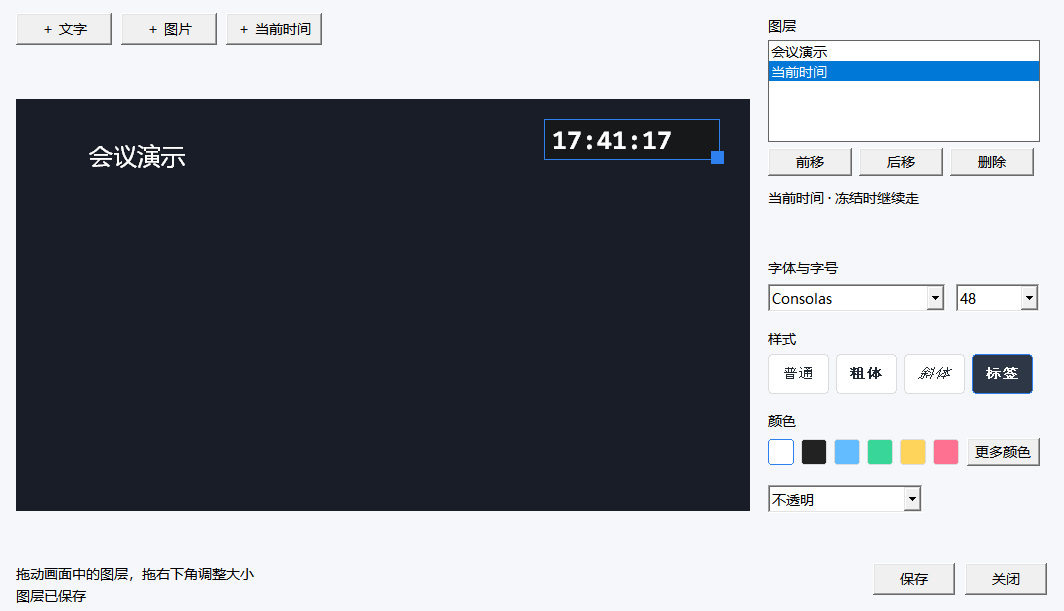 + 文字
+ 图片
+ 当前时间
会议演示
17:41:17
图层
会议演示
当前时间
前移
后移
删除
当前时间 · 冻结时继续走
字体与字号
Consolas
48
样式
普通
粗体
斜体
标签
颜色
更多颜色
不透明
拖动画面中的图层，拖右下角调整大小
图层已保存
保存
关闭